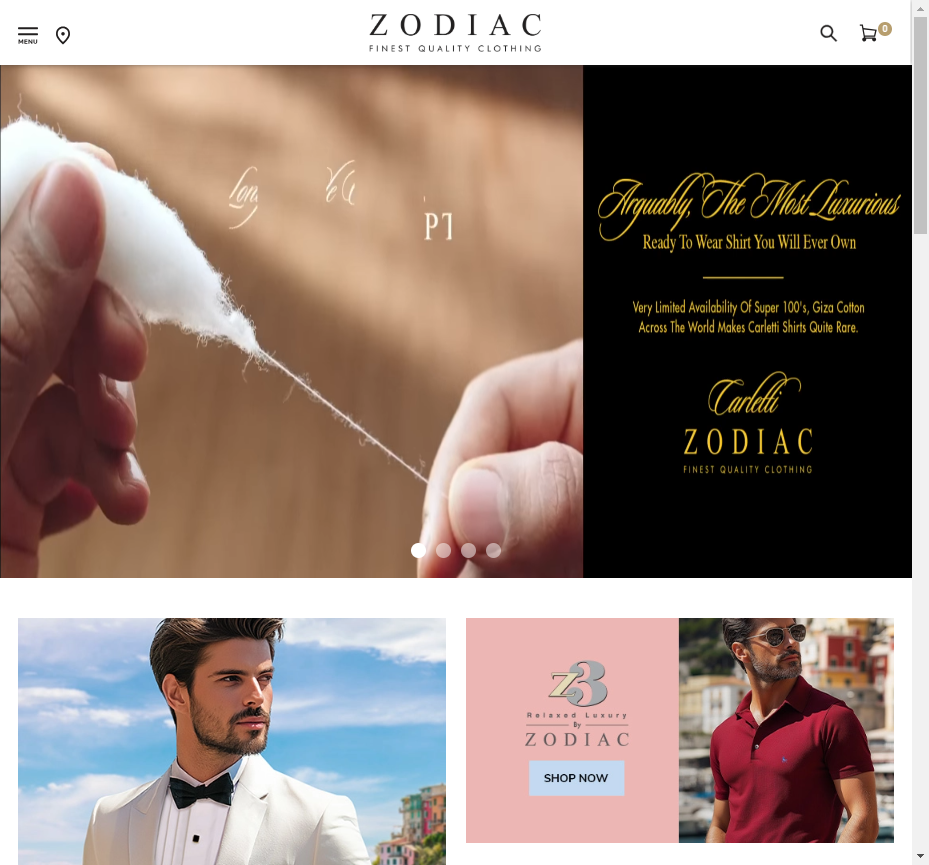 ZODIAC
FINEST QUALITY CLOTHING
MENU
0
Arguably, The Most Luxurious
Ready To Wear Shirt You Will Ever Own
Very Limited Availability Of Super 100's, Giza Cotton
Across The World Makes Carletti Shirts Quite Rare.
Carletti
ZODIAC
FINEST QUALITY CLOTHING
z3
Relaxed Luxury
By
ZODIAC
SHOP NOW